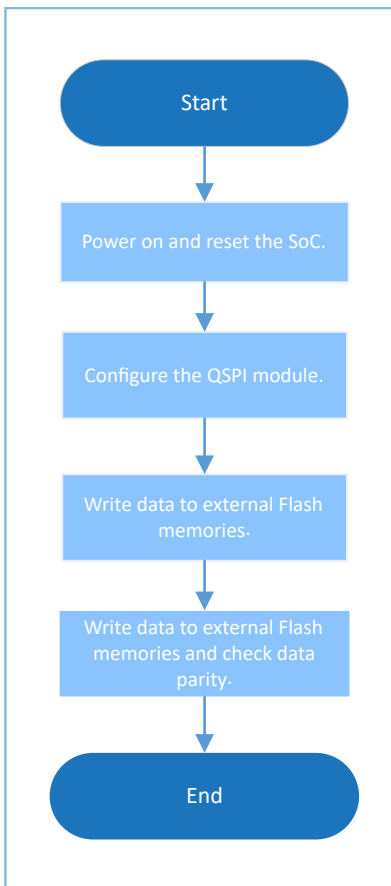 Start
Power on and reset the SoC.
Configure the QSPI module.
Write data to external Flash
memories.
Write data to external Flash
memories and check data
parity.
End